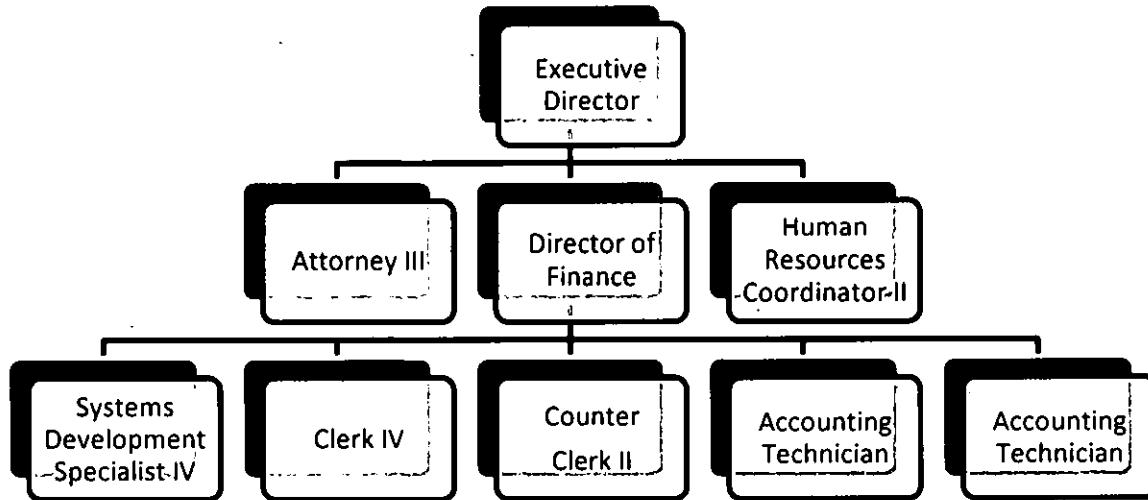 Executive
Director
Attorney III
Director of
Finance
Human
Resources
Coordinator II
Systems
Development
Specialist IV
Clerk IV
Counter
Clerk II
Accounting
Technician
Accounting
Technician